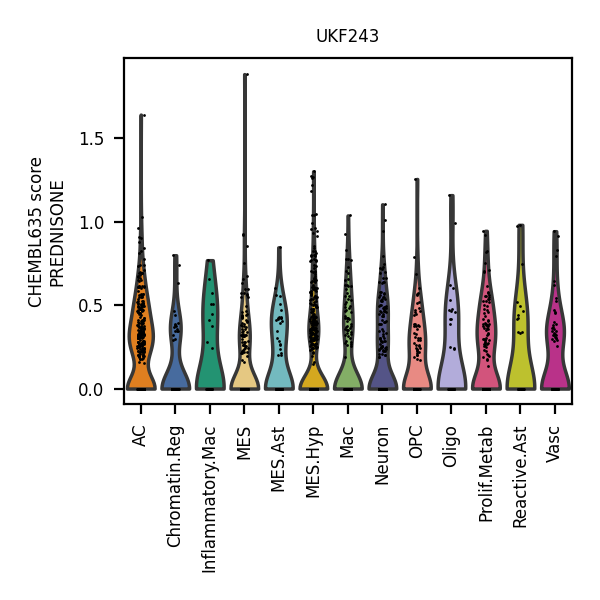 UKF243
CHEMBL635 score
PREDNISONE
1.5
1.0
0.5
0.0
AC
Chromatin.Reg
Inflammatory.Mac
MES
MES.Ast
MES.Hyp
Mac
Neuron
OPC
Oligo
Prolif.Metab
Reactive.Ast
Vasc